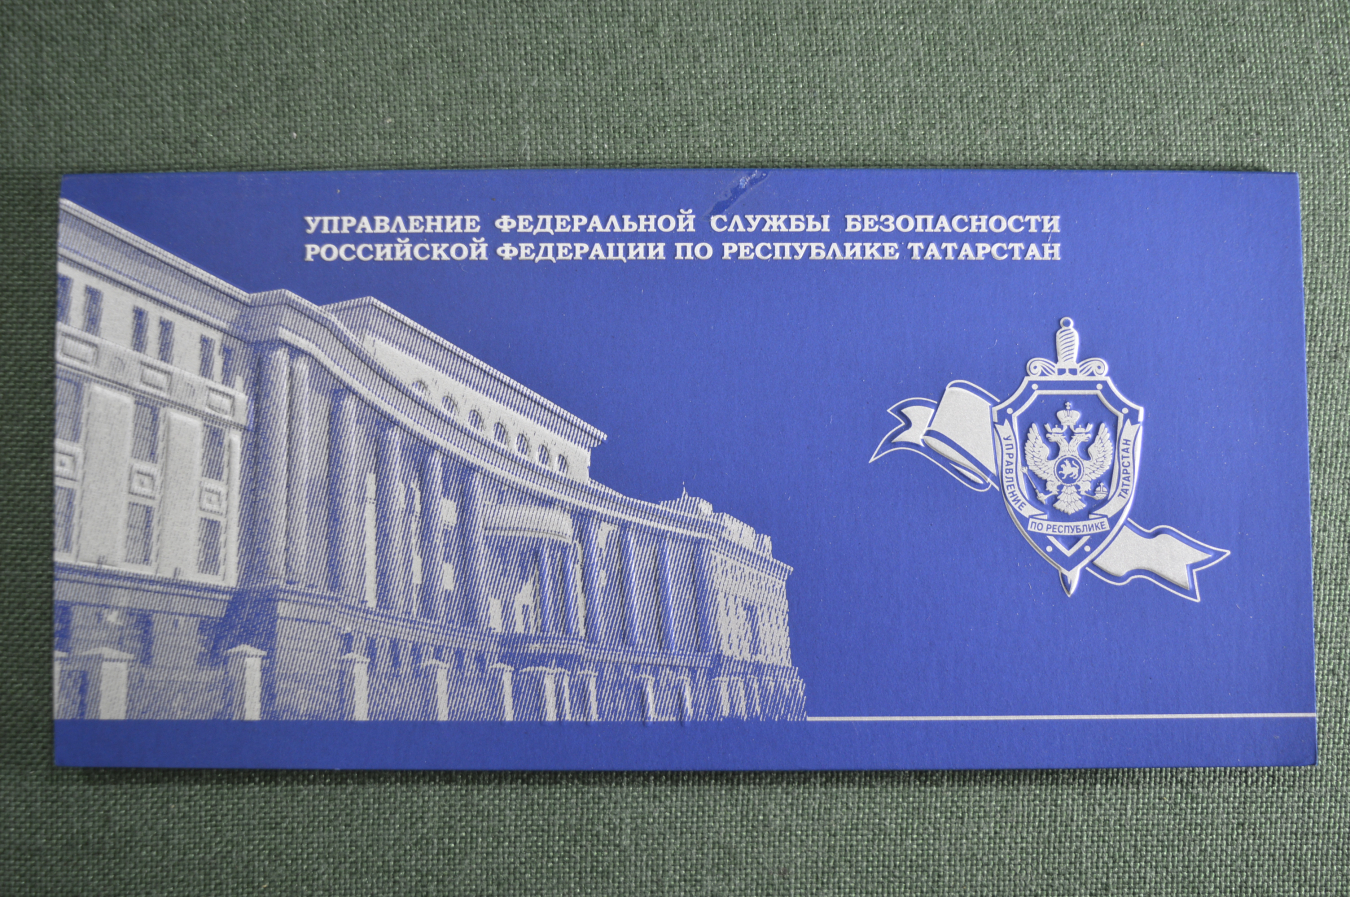 УПРАВЛЕНИЕ ФЕДЕРАЛЬНОЙ СЛУЖБЫ БЕЗОПАСНОСТИ
РОССИЙСКОЙ ФЕДЕРАЦИИ ПО РЕСПУБЛИКЕ ТАТАРСТАН
УПРАВЛЕНИЕ
ПО РЕСПУБЛИКЕ
ТАТАРСТАН